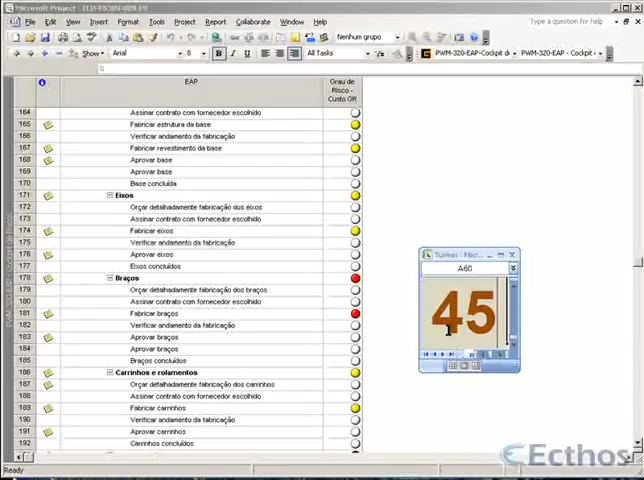 File Edit View Insert Format Tools Project Report Collaborate Window Help Type a question for help
Nenhum grupo
Show Arial 8 B I U All Tasks PWM-320-EAP-Cockpit d PWM-320-EAP - Cockpit
EAP
Grau de
Risco -
Custo GR
164 Assinar contrato com fornecedor escolhido
165 Fabricar estrutura da base
166 Verificar andamento da fabricação
167 Fabricar revestimento da base
168 Aprovar base
169 Aprovar base
170 Base concluída
171 Eixos
172 Orçar detalhadamente fabricação dos eixos
173 Assinar contrato com fornecedor escolhido
174 Fabricar eixos
175 Verificar andamento da fabricação
176 Aprovar eixos
177 Eixos concluídos
178 Braços
179 Orçar detalhadamente fabricação dos braços
180 Assinar contrato com fornecedor escolhido
181 Fabricar braços
182 Verificar andamento da fabricação
183 Aprovar braços
184 Aprovar braços
185 Braços concluídos
186 Carrinhos e rolamentos
187 Orçar detalhadamente fabricação dos carrinhos
188 Assinar contrato com fornecedor escolhido
189 Fabricar carrinhos
190 Verificar andamento da fabricação
191 Aprovar carrinhos
192 Carrinhos concluídos
Turmas - Micr...
A60
45
Ecthos
Ready